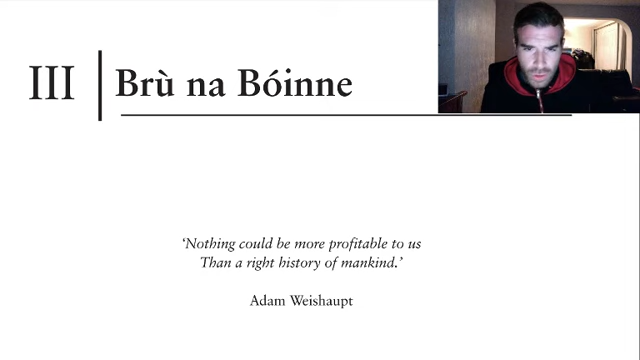 III Brù na Bóinne
‘Nothing could be more profitable to us
Than a right history of mankind.’
Adam Weishaupt